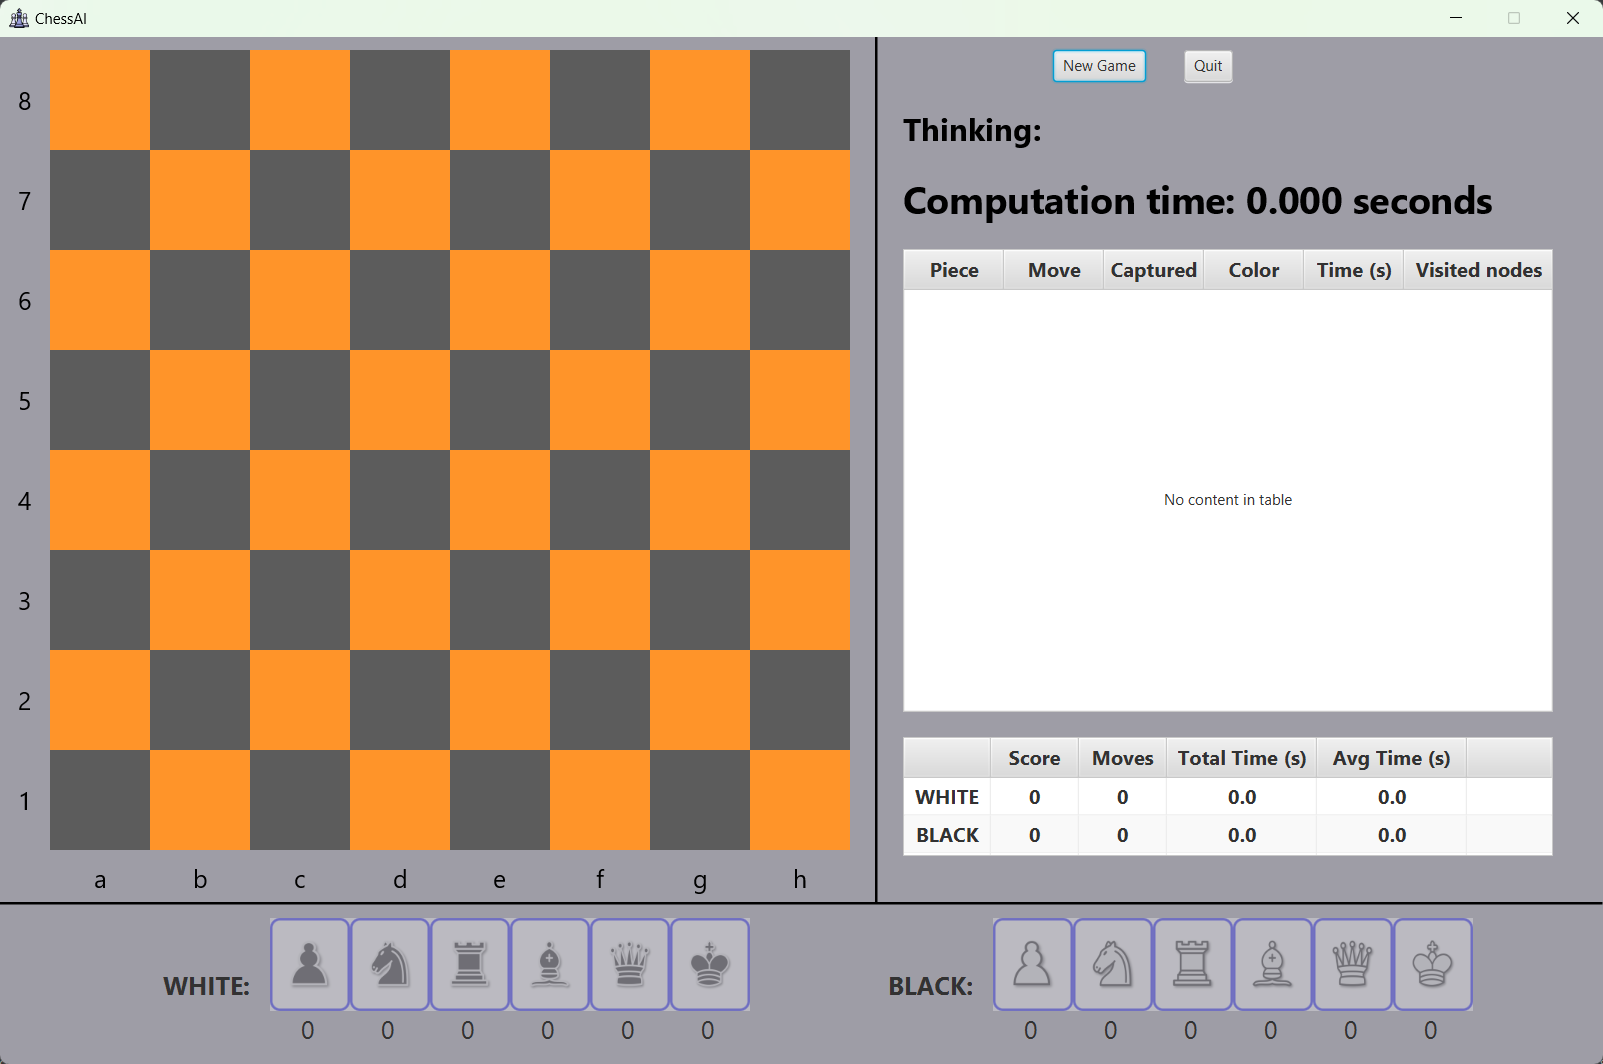 ChessAI
New Game Quit
Thinking:
Computation time: 0.000 seconds
Piece Move Captured Color Time (s) Visited nodes
No content in table
Score Moves Total Time (s) Avg Time (s)
WHITE 0 0 0.0 0.0
BLACK 0 0 0.0 0.0
8
7
6
5
4
3
2
1
a b c d e f g h
WHITE:
0 0 0 0 0 0
BLACK:
0 0 0 0 0 0